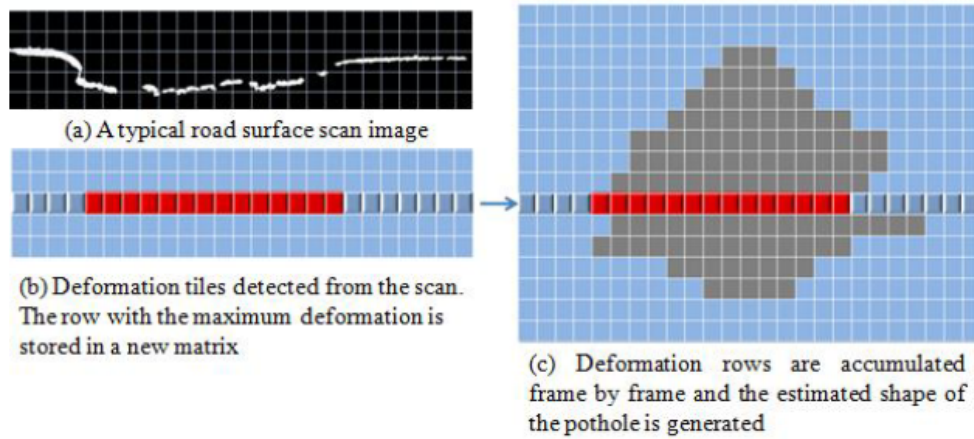 (a) A typical road surface scan image
(b) Deformation tiles detected from the scan.
The row with the maximum deformation is
stored in a new matrix
(c) Deformation rows are accumulated
frame by frame and the estimated shape of
the pothole is generated